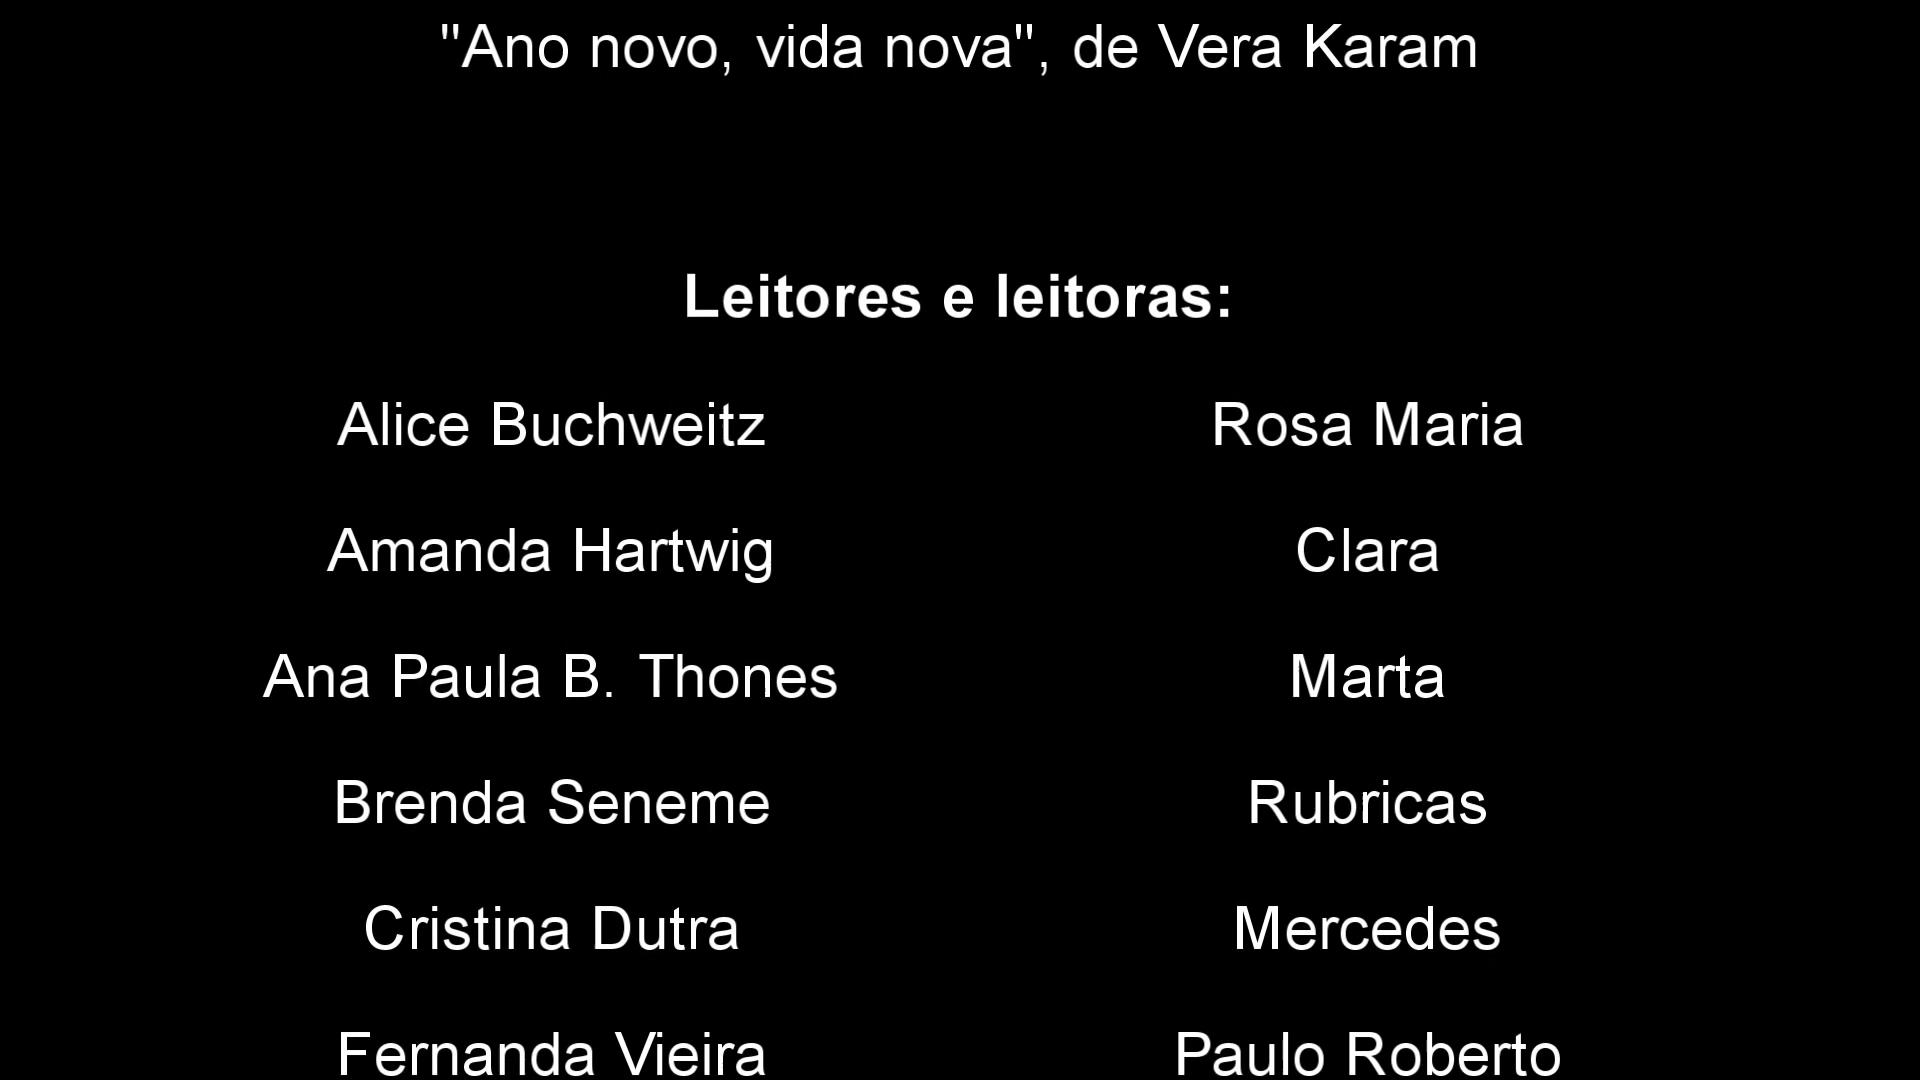 "Ano novo, vida nova", de Vera Karam
Leitores e leitoras:
Alice Buchweitz Rosa Maria
Amanda Hartwig Clara
Ana Paula B. Thones Marta
Brenda Seneme Rubricas
Cristina Dutra Mercedes
Fernanda Vieira Paulo Roberto